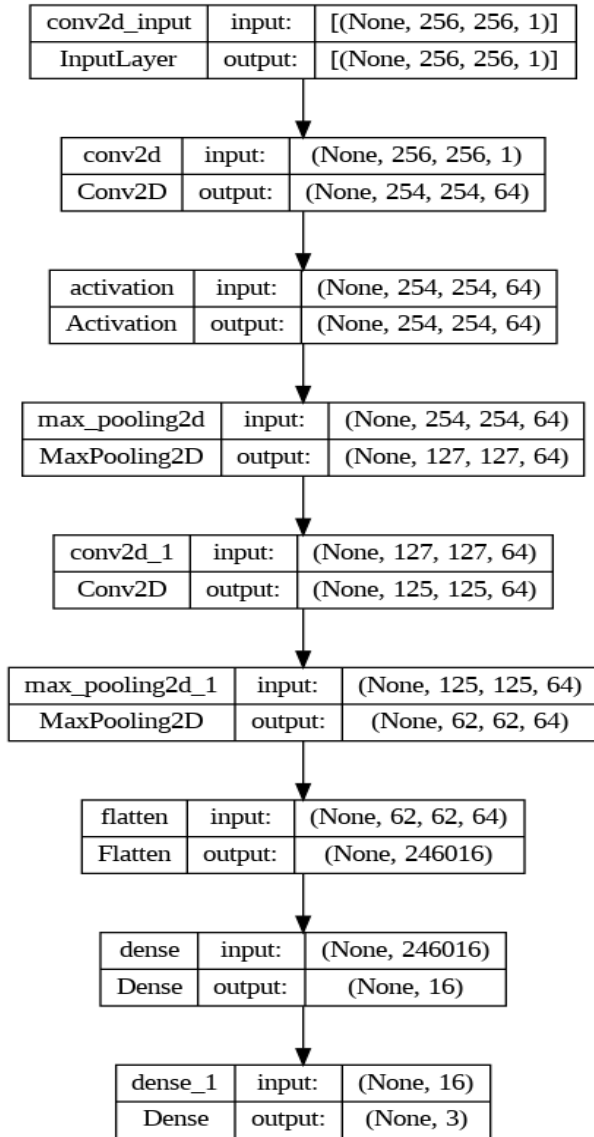 conv2d_input input: [(None, 256, 256, 1)]
InputLayer output: [(None, 256, 256, 1)]
conv2d input: (None, 256, 256, 1)
Conv2D output: (None, 254, 254, 64)
activation input: (None, 254, 254, 64)
Activation output: (None, 254, 254, 64)
max_pooling2d input: (None, 254, 254, 64)
MaxPooling2D output: (None, 127, 127, 64)
conv2d_1 input: (None, 127, 127, 64)
Conv2D output: (None, 125, 125, 64)
max_pooling2d_1 input: (None, 125, 125, 64)
MaxPooling2D output: (None, 62, 62, 64)
flatten input: (None, 62, 62, 64)
Flatten output: (None, 246016)
dense input: (None, 246016)
Dense output: (None, 16)
dense_1 input: (None, 16)
Dense output: (None, 3)